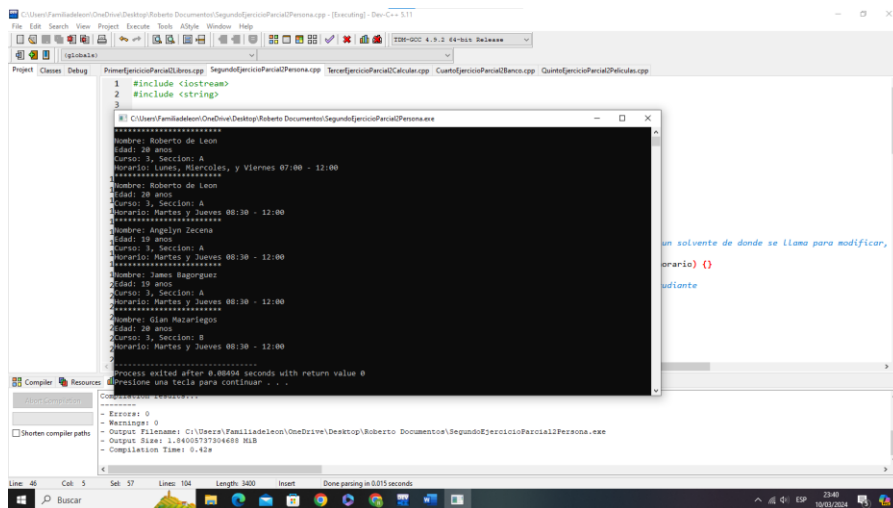 C:\Users\Familiadeleon\OneDrive\Desktop\Roberto Documentos\SegundoEjercicioParcial2Persona.cpp - [Executing] - Dev-C++ 5.11
File Edit Search View Project Execute Tools AStyle Window Help
TDM-GCC 4.9.2 64-bit Release
(globals)
Project Classes Debug PrimerEjericioParcial2Libros.cpp SegundoEjercicioParcial2Persona.cpp TercerEjercicioParcial2Calcular.cpp CuartoEjercicioParcial2Banco.cpp QuintoEjercicioParcial2Peliculas.cpp
1 #include <iostream>
2 #include <string>
3
C:\Users\Familiadeleon\OneDrive\Desktop\Roberto Documentos\SegundoEjercicioParcial2Persona.exe
************************
Nombre: Roberto de Leon
Edad: 20 anos
Curso: 3, Seccion: A
Horario: Lunes, Miercoles, y Viernes 07:00 - 12:00
************************
Nombre: Roberto de Leon
Edad: 20 anos
Curso: 3, Seccion: A
Horario: Martes y Jueves 08:30 - 12:00
************************
Nombre: Angelyn Zecena
Edad: 19 anos
Curso: 3, Seccion: A
Horario: Martes y Jueves 08:30 - 12:00
************************
Nombre: James Bagorguez
Edad: 19 anos
Curso: 3, Seccion: A
Horario: Martes y Jueves 08:30 - 12:00
************************
Nombre: Gian Mazariegos
Edad: 20 anos
Curso: 3, Seccion: B
Horario: Martes y Jueves 08:30 - 12:00
--------------------------------
Process exited after 0.08494 seconds with return value 0
Presione una tecla para continuar . . .
un solvente de donde se llama para modificar,
orario) {}
udiante
Compiler Resources
Abort Compilation
Shorten compiler paths
Compilation results...
--------
- Errors: 0
- Warnings: 0
- Output Filename: C:\Users\Familiadeleon\OneDrive\Desktop\Roberto Documentos\SegundoEjercicioParcial2Persona.exe
- Output Size: 1.84005737304688 MiB
- Compilation Time: 0.42s
Line: 46 Col: 5 Sel: 57 Lines: 104 Length: 3400 Insert Done parsing in 0.015 seconds
Buscar
ESP
23:40
10/03/2024